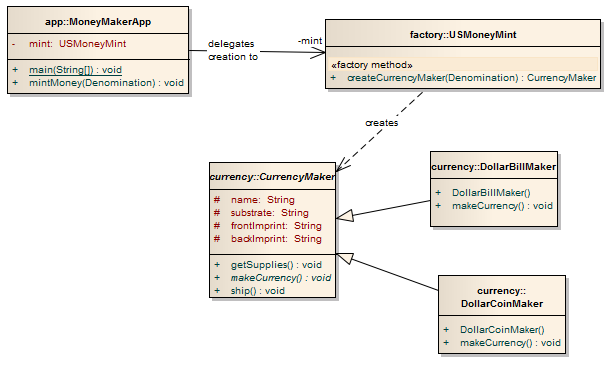 app::MoneyMakerApp
- mint: USMoneyMint
+ main(String[]) : void
+ mintMoney(Denomination) : void
delegates
creation to
-mint
factory::USMoneyMint
«factory method»
+ createCurrencyMaker(Denomination) : CurrencyMaker
creates
currency::CurrencyMaker
# name: String
# substrate: String
# frontImprint: String
# backImprint: String
+ getSupplies() : void
+ makeCurrency() : void
+ ship() : void
currency::DollarBillMaker
+ DollarBillMaker()
+ makeCurrency() : void
currency::
DollarCoinMaker
+ DollarCoinMaker()
+ makeCurrency() : void